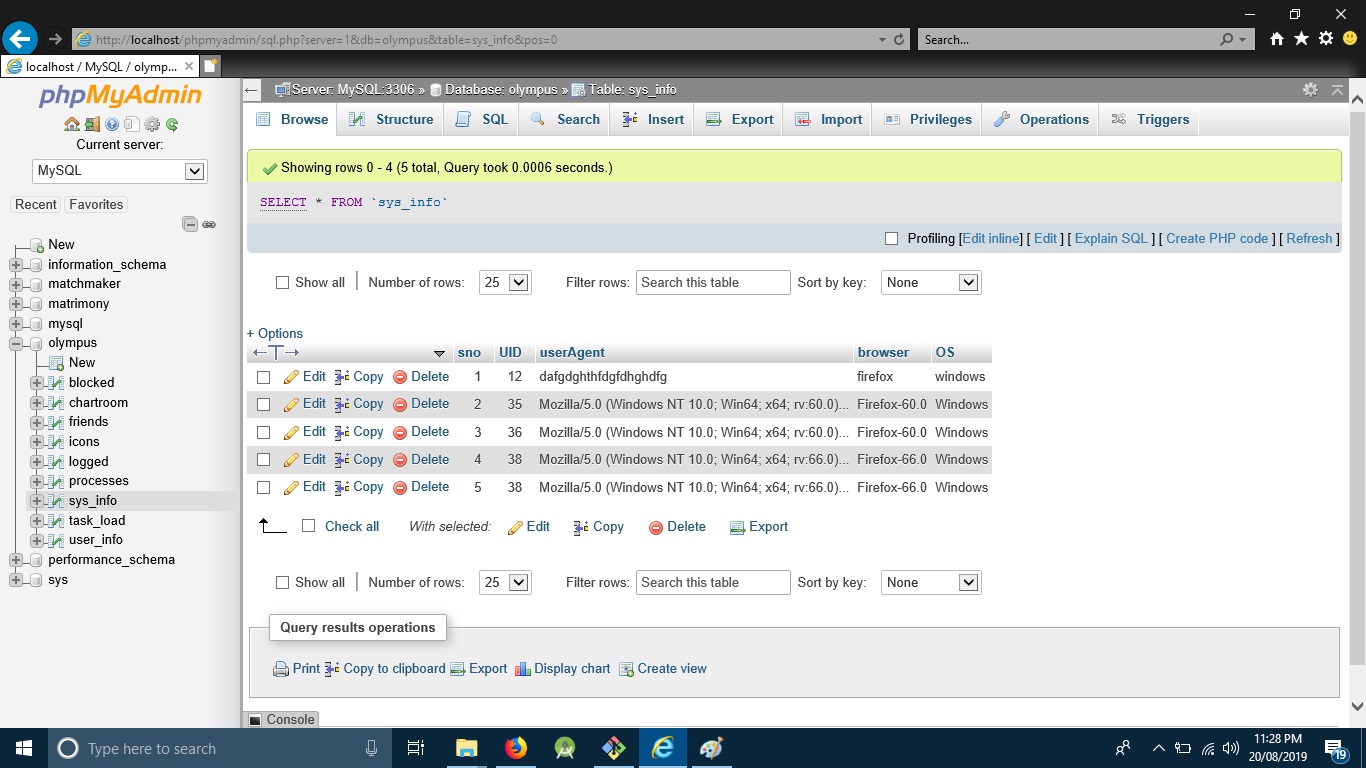 http://localhost/phpmyadmin/sql.php?server=1&db=olympus&table=sys_info&pos=0
Search...
localhost / MySQL / olymp...
phpMyAdmin
Current server:
MySQL
Recent Favorites
New
information_schema
matchmaker
matrimony
mysql
olympus
New
blocked
chartroom
friends
icons
logged
processes
sys_info
task_load
user_info
performance_schema
sys
Server: MySQL:3306 » Database: olympus » Table: sys_info
Browse Structure SQL Search Insert Export Import Privileges Operations Triggers
Showing rows 0 - 4 (5 total, Query took 0.0006 seconds.)
SELECT * FROM `sys_info`
Profiling [Edit inline] [ Edit ] [ Explain SQL ] [ Create PHP code ] [ Refresh ]
Show all Number of rows: 25 Filter rows: Search this table Sort by key: None
+ Options
sno UID userAgent browser OS
Edit Copy Delete 1 12 dafgdghthfdgfdhghdfg firefox windows
Edit Copy Delete 2 35 Mozilla/5.0 (Windows NT 10.0; Win64; x64; rv:60.0)... Firefox-60.0 Windows
Edit Copy Delete 3 36 Mozilla/5.0 (Windows NT 10.0; Win64; x64; rv:60.0)... Firefox-60.0 Windows
Edit Copy Delete 4 38 Mozilla/5.0 (Windows NT 10.0; Win64; x64; rv:66.0)... Firefox-66.0 Windows
Edit Copy Delete 5 38 Mozilla/5.0 (Windows NT 10.0; Win64; x64; rv:66.0)... Firefox-66.0 Windows
Check all With selected: Edit Copy Delete Export
Show all Number of rows: 25 Filter rows: Search this table Sort by key: None
Query results operations
Print Copy to clipboard Export Display chart Create view
Console
Type here to search
11:28 PM
20/08/2019
19